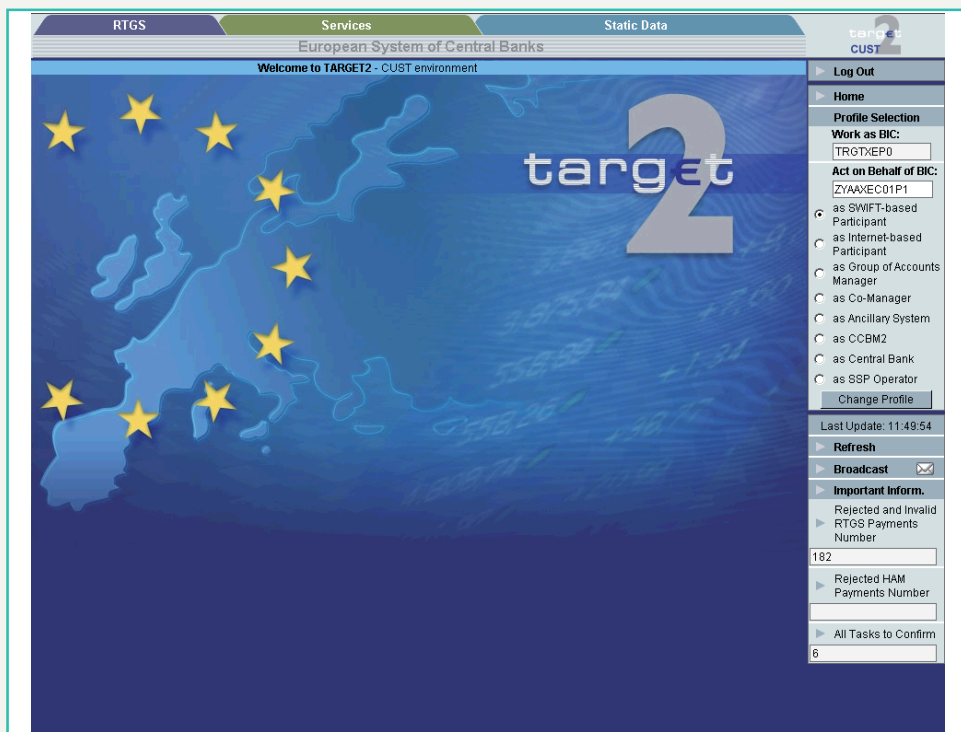 RTGS
Services
Static Data
European System of Central Banks
target
2
CUST
Welcome to TARGET2 - CUST environment
target
2
Log Out
Home
Profile Selection
Work as BIC:
TRGTXEP0
Act on Behalf of BIC:
ZYAAXEC01P1
as SWIFT-based
Participant
as Internet-based
Participant
as Group of Accounts
Manager
as Co-Manager
as Ancillary System
as CCBM2
as Central Bank
as SSP Operator
Change Profile
Last Update: 11:49:54
Refresh
Broadcast
Important Inform.
Rejected and Invalid
RTGS Payments
Number
182
Rejected HAM
Payments Number
All Tasks to Confirm
6